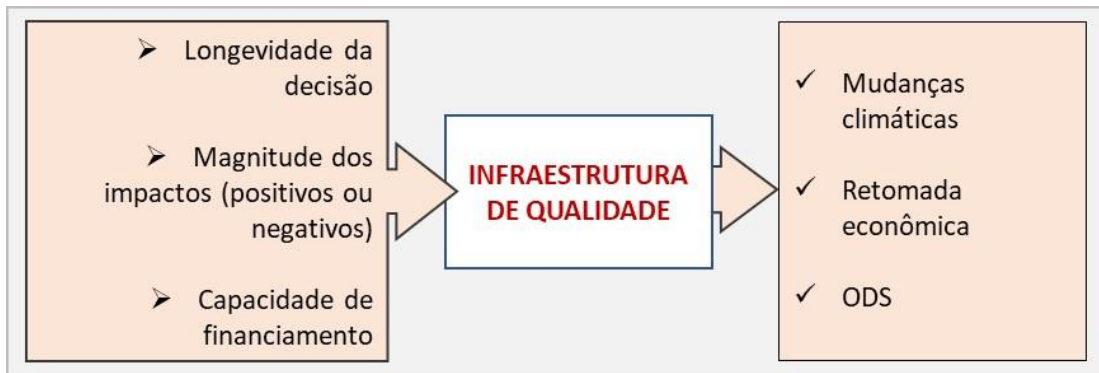 ➢ Longevidade da
decisão
➢ Magnitude dos
impactos (positivos ou
negativos)
➢ Capacidade de
financiamento
INFRAESTRUTURA
DE QUALIDADE
✓ Mudanças
climáticas
✓ Retomada
econômica
✓ ODS